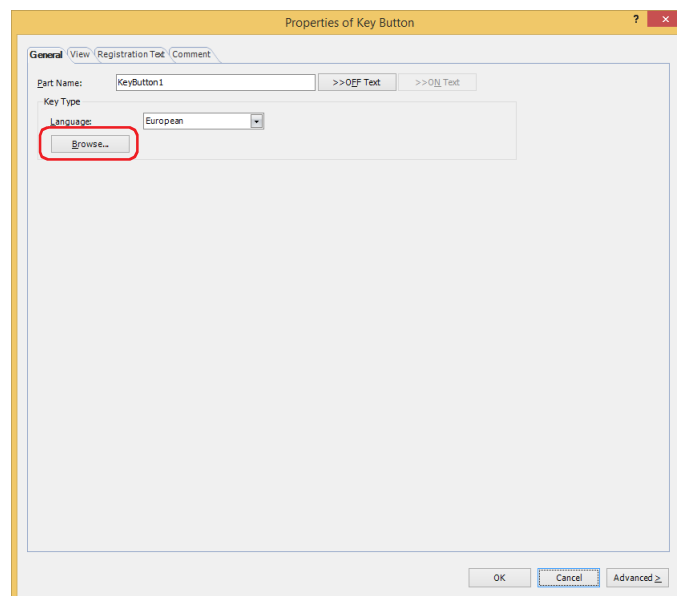 Properties of Key Button ? ×
General View Registration Text Comment
Part Name: KeyButton1 >>OFF Text >>ON Text
Key Type
Language: European
Browse...
OK Cancel Advanced >